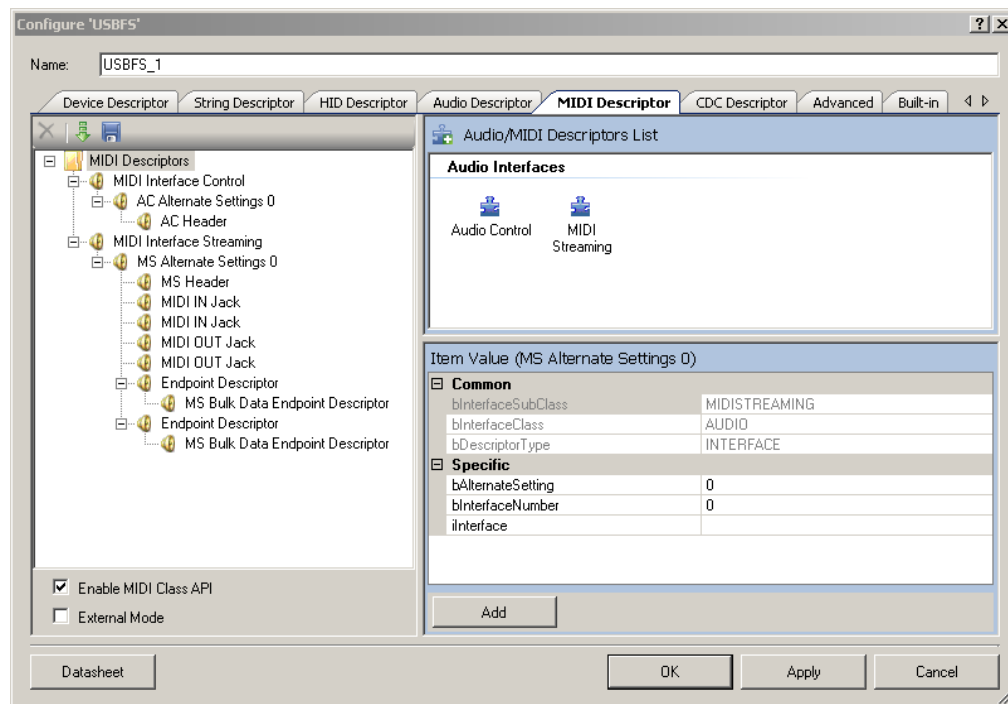 Configure 'USBFS'
Name: USBFS_1
Device Descriptor String Descriptor HID Descriptor Audio Descriptor MIDI Descriptor CDC Descriptor Advanced Built-in
MIDI Descriptors
MIDI Interface Control
AC Alternate Settings 0
AC Header
MIDI Interface Streaming
MS Alternate Settings 0
MS Header
MIDI IN Jack
MIDI IN Jack
MIDI OUT Jack
MIDI OUT Jack
Endpoint Descriptor
MS Bulk Data Endpoint Descriptor
Endpoint Descriptor
MS Bulk Data Endpoint Descriptor
Enable MIDI Class API
External Mode
Audio/MIDI Descriptors List
Audio Interfaces
Audio Control
MIDI
Streaming
Item Value (MS Alternate Settings 0)
Common
bInterfaceSubClass MIDISTREAMING
bInterfaceClass AUDIO
bDescriptorType INTERFACE
Specific
bAlternateSetting 0
bInterfaceNumber 0
iInterface
Add
Datasheet OK Apply Cancel